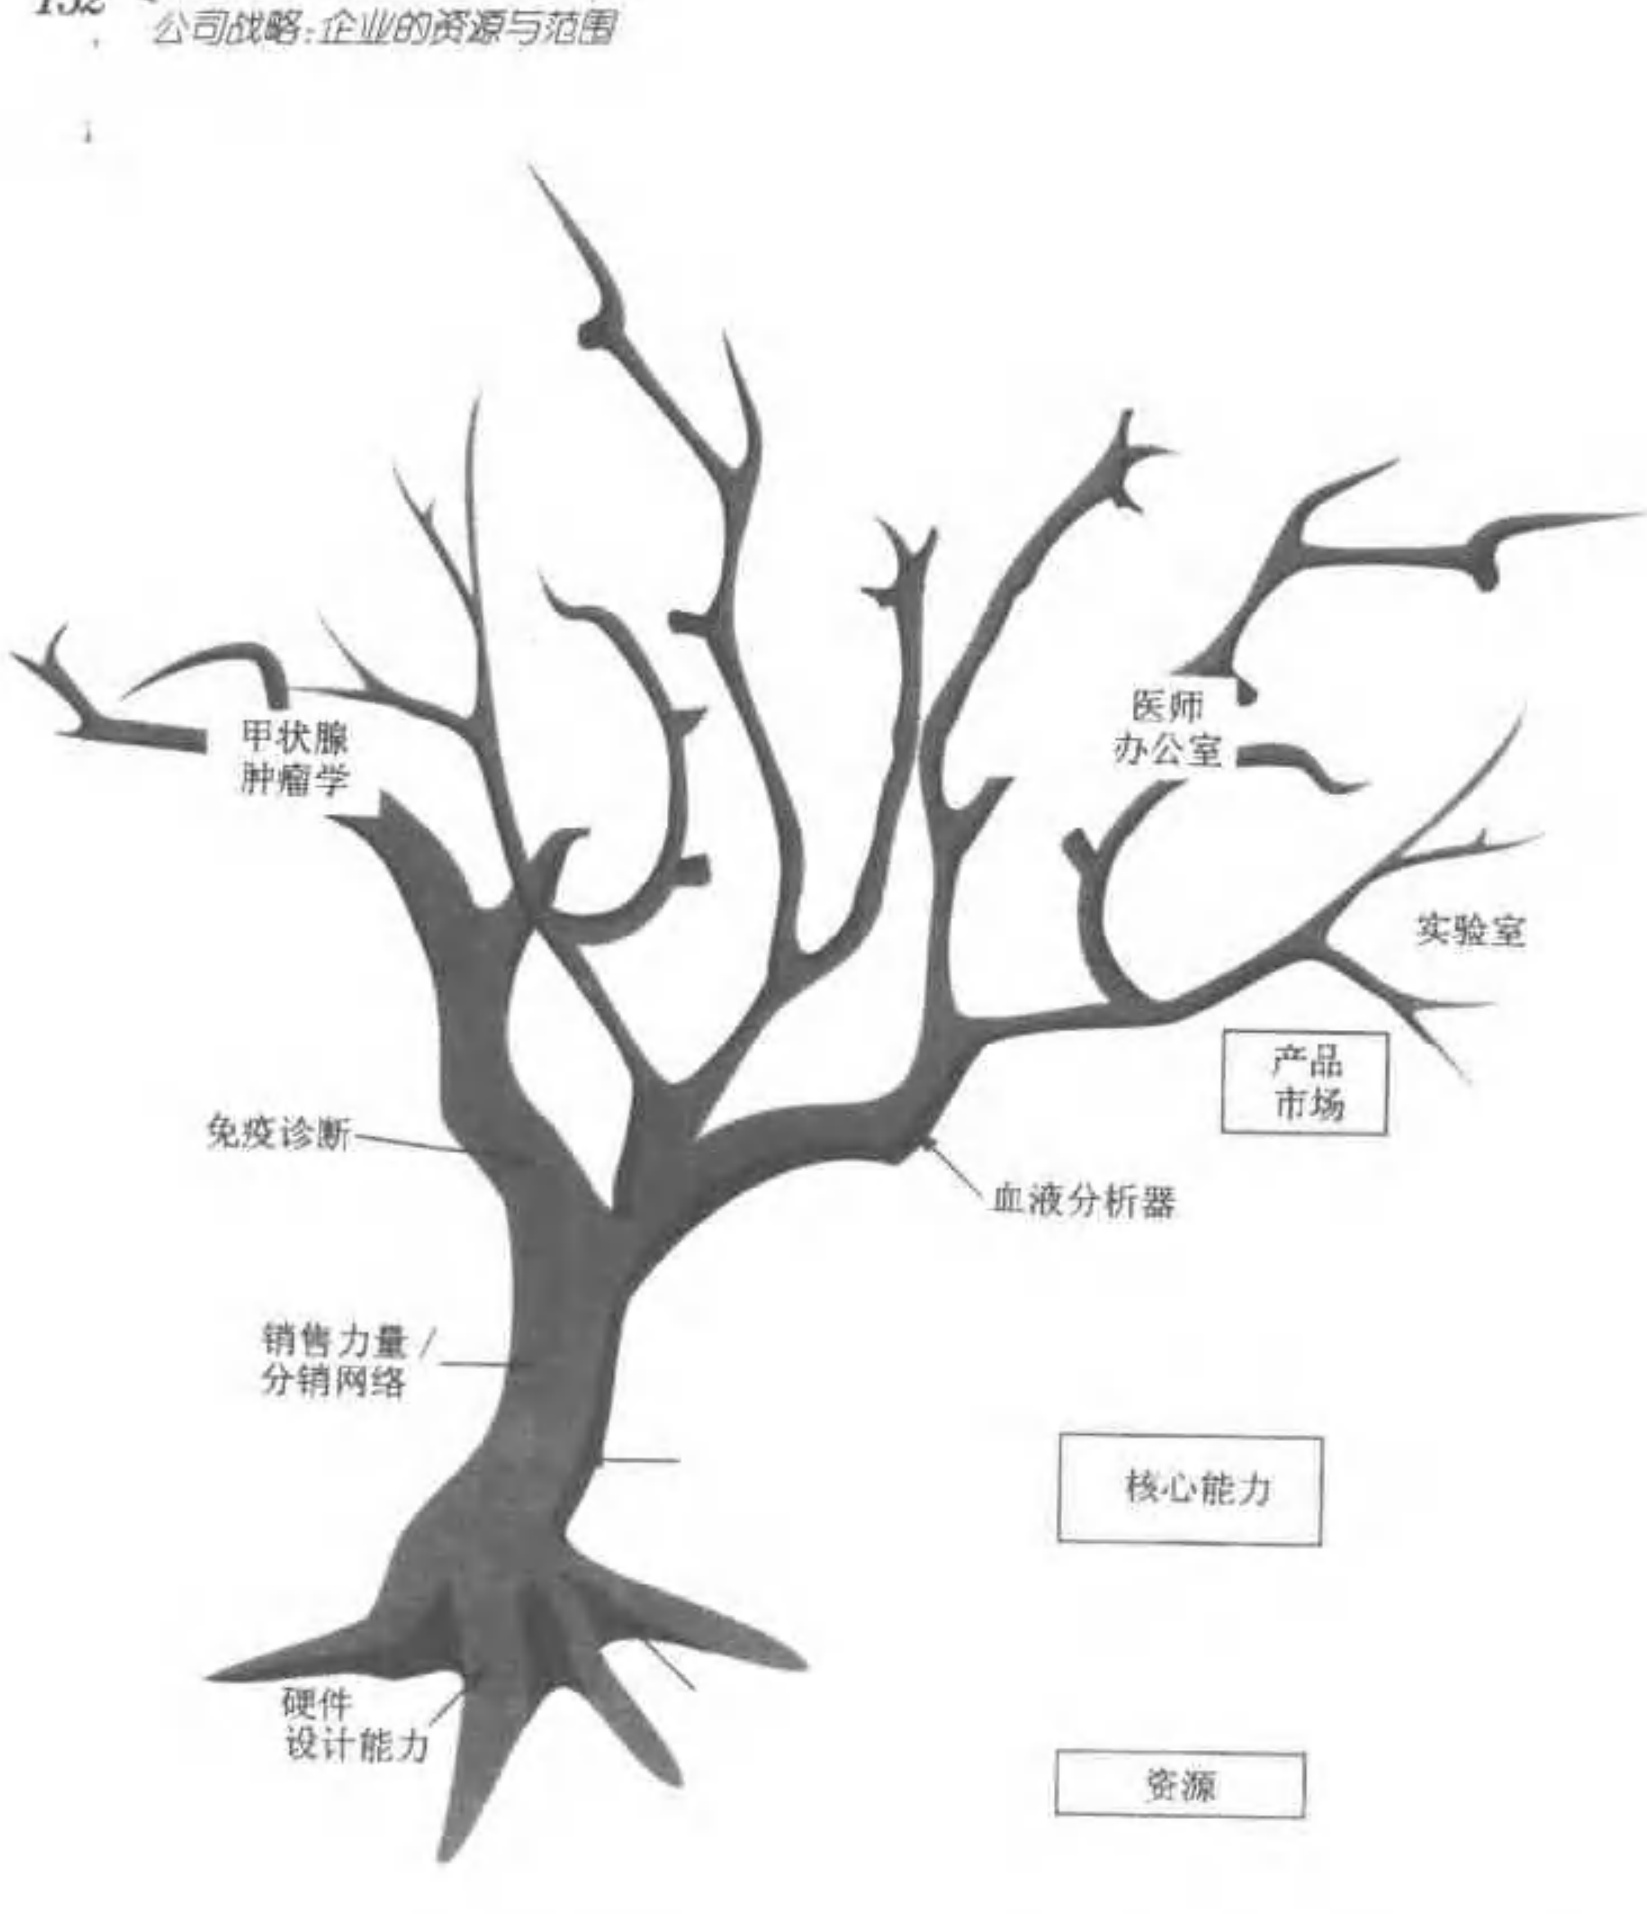 公司战略:企业的资源与范围
甲状腺
肿瘤学
医师
办公室
实验室
产品
市场
免疫诊断
血液分析器
销售力量/
分销网络
核心能力
硬件
设计能力
资源